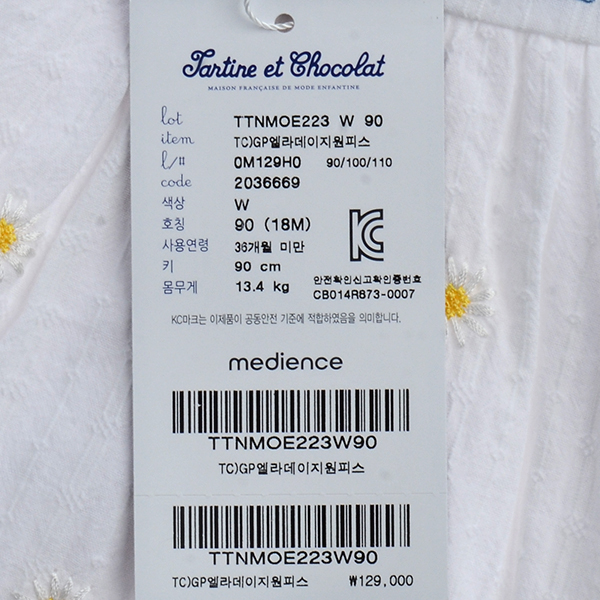 Tartine et Chocolat
MAISON FRANÇAISE DE MODE ENFANTINE
lot TTNMOE223 W 90
item TC)GP엘라데이지원피스
l/# 0M129H0 90/100/110
code 2036669
색상 W
호칭 90 (18M)
사용연령 36개월 미만
키 90 cm
몸무게 13.4 kg
KC
안전확인신고확인증번호
CB014R873-0007
KC마크는 이제품이 공통안전 기준에 적합하였음을 의미합니다.
medience
TTNMOE223W90
TC)GP엘라데이지원피스
TTNMOE223W90
TC)GP엘라데이지원피스 ₩129,000